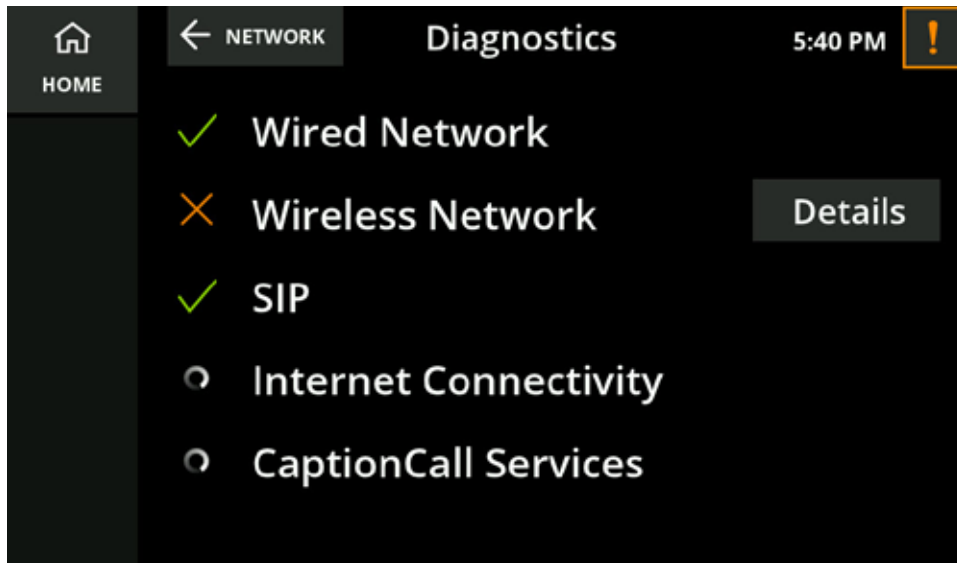 HOME
NETWORK
Diagnostics
5:40 PM
!
Wired Network
Wireless Network
Details
SIP
Internet Connectivity
CaptionCall Services